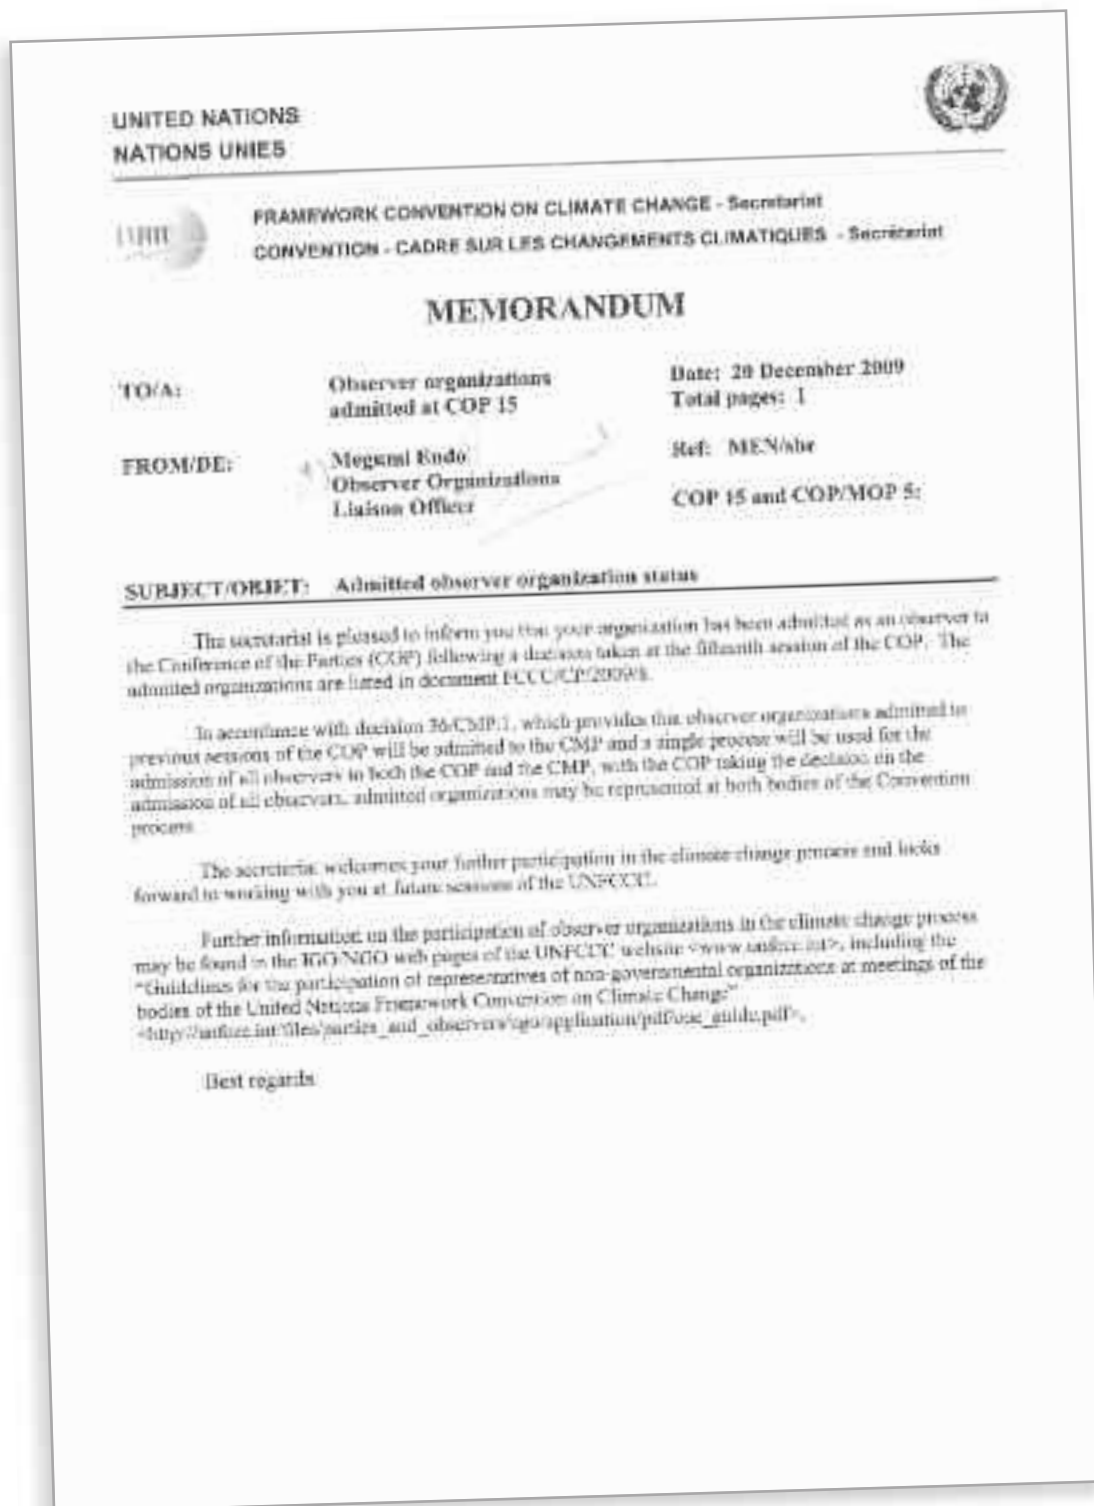 UNITED NATIONS
NATIONS UNIES
FRAMEWORK CONVENTION ON CLIMATE CHANGE - Secretariat
CONVENTION - CADRE SUR LES CHANGEMENTS CLIMATIQUES - Secrétariat
MEMORANDUM
TO/A:
Observer organizations
admitted at COP 15
Date: 20 December 2009
Total pages: 1
FROM/DE:
Megumi Endo
Observer Organizations
Liaison Officer
Ref: MEN/sbr
COP 15 and COP/MOP 5:
SUBJECT/OBJET: Admitted observer organization status
The secretariat is pleased to inform you that your organization has been admitted as an observer to
the Conference of the Parties (COP) following a decision taken at the fifteenth session of the COP. The
admitted organizations are listed in document
In accordance with decision 36/CMP.1, which provides that observer organizations admitted to
previous sessions of the COP will be admitted to the CMP and a single process will be used for the
admission of all observers to both the COP and the CMP, with the COP taking the decision on the
admission of all observers, admitted organizations may be represented at both bodies of the Convention
process.
The secretariat welcomes your further participation in the climate change process and looks
forward to working with you at future sessions of the UNFCCC.
Further information on the participation of observer organizations in the climate change process
may be found in the IGO/NGO web pages of the UNFCCC website <www.unfccc.int>, including the
"Guidelines for the participation of representatives of non-governmental organizations at meetings of the
bodies of the United Nations Framework Convention on Climate Change"
Best regards